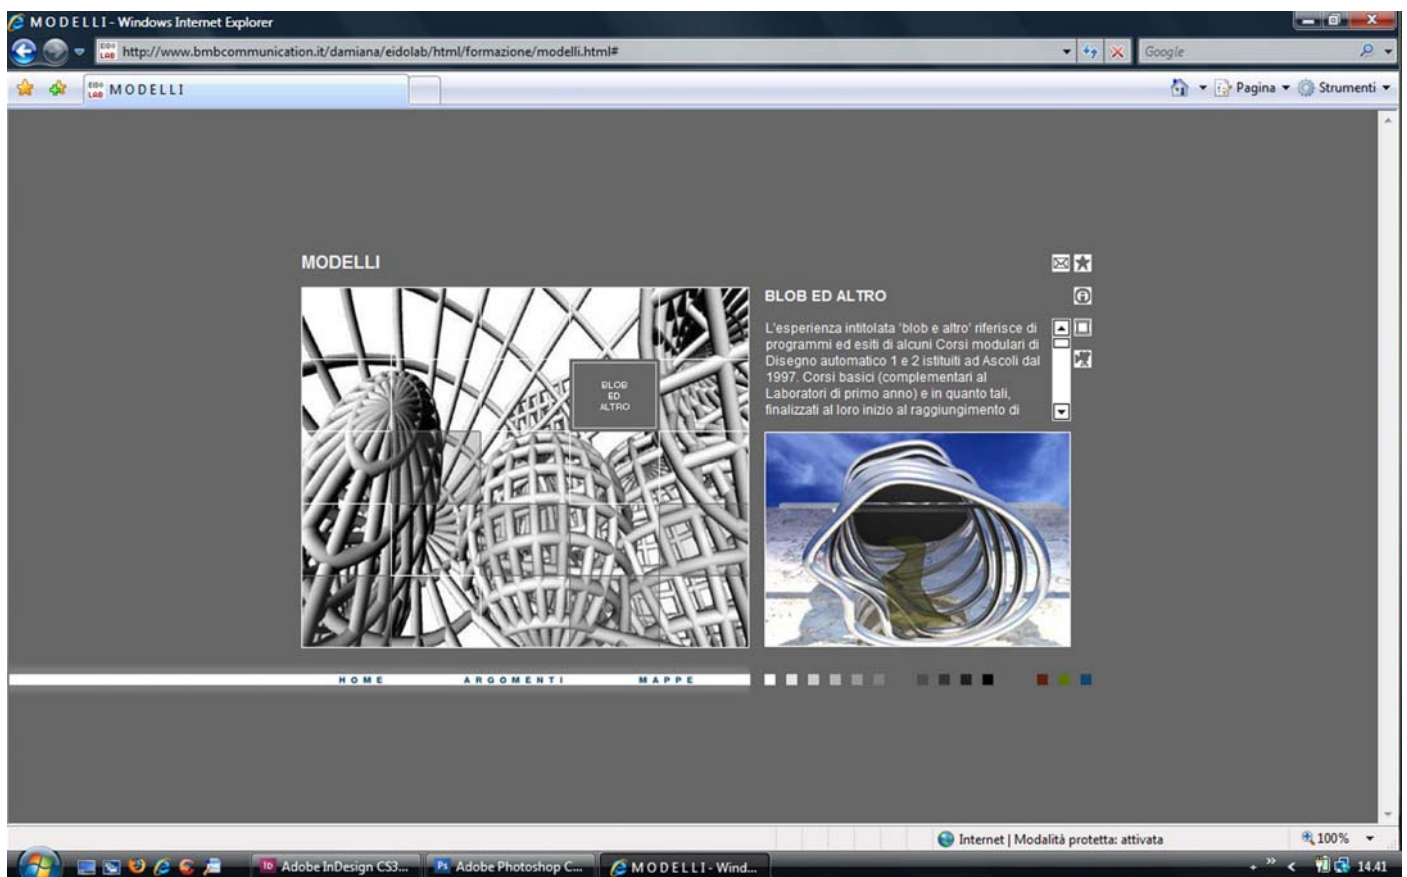 M O D E L L I - Windows Internet Explorer
http://www.bmbcommunication.it/damiana/eidolab/html/formazione/modelli.html#
Google
EIDO
LAB
M O D E L L I
Pagina
Strumenti
MODELLI
BLOB
ED
ALTRO
BLOB ED ALTRO
L'esperienza intitolata 'blob e altro' riferisce di
programmi ed esiti di alcuni Corsi modulari di
Disegno automatico 1 e 2 istituiti ad Ascoli dal
1997. Corsi basici (complementari al
Laboratori di primo anno) e in quanto tali,
finalizzati al loro inizio al raggiungimento di
HOME ARGOMENTI MAPPE
Internet | Modalità protetta: attivata
100%
Adobe InDesign CS3...
Adobe Photoshop C...
M O D E L L I - Wind...
14.41